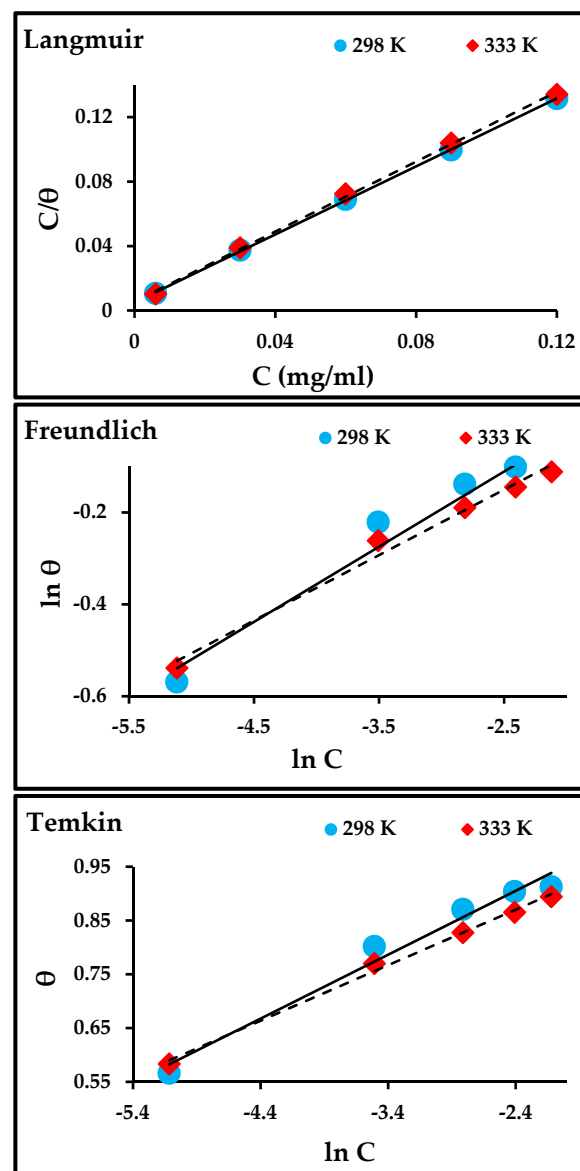 Langmuir
298 K
333 K
0.12
0.08
0.04
0
C/θ
0
0.04
0.08
0.12
C (mg/ml)
Freundlich
298 K
333 K
-0.2
-0.4
-0.6
ln θ
-5.5
-4.5
-3.5
-2.5
ln C
Temkin
298 K
333 K
0.95
0.85
0.75
0.65
0.55
θ
-5.4
-4.4
-3.4
-2.4
ln C